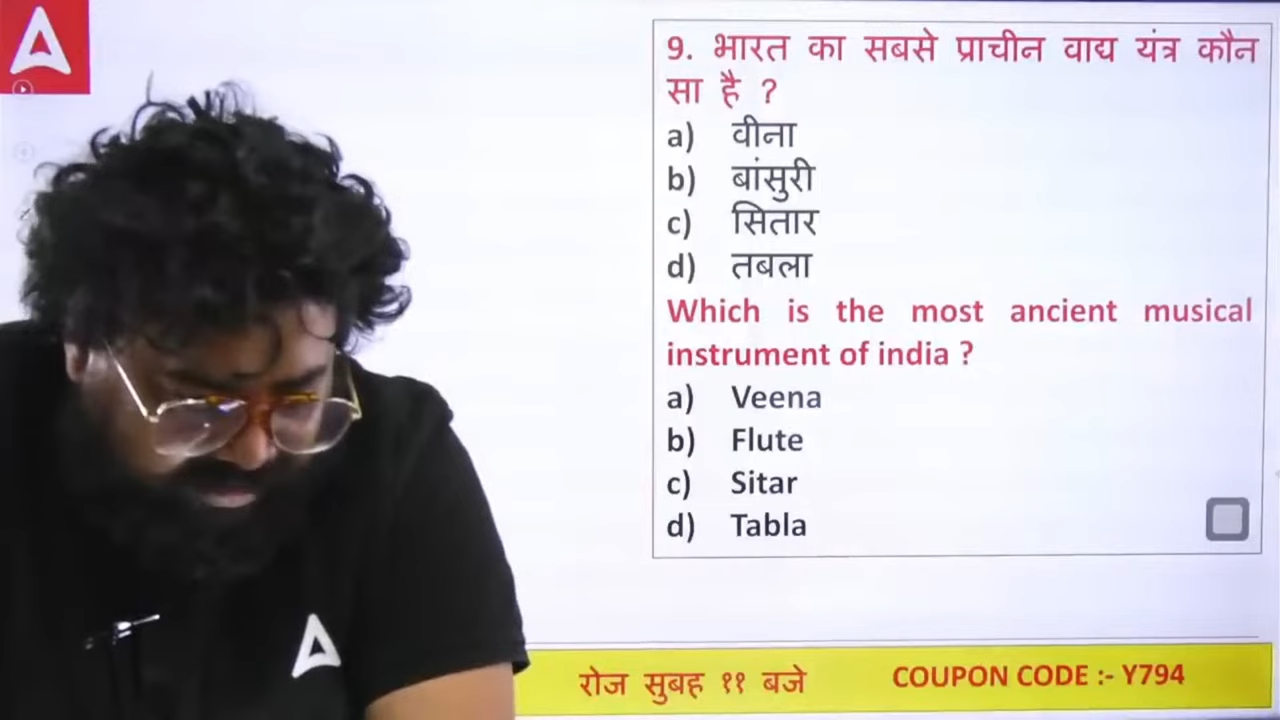 9. भारत का सबसे प्राचीन वाद्य यंत्र कौन
सा है ?
a) वीना
b) बांसुरी
c) सितार
d) तबला
Which is the most ancient musical
instrument of india ?
a) Veena
b) Flute
c) Sitar
d) Tabla
रोज सुबह ११ बजे COUPON CODE :- Y794